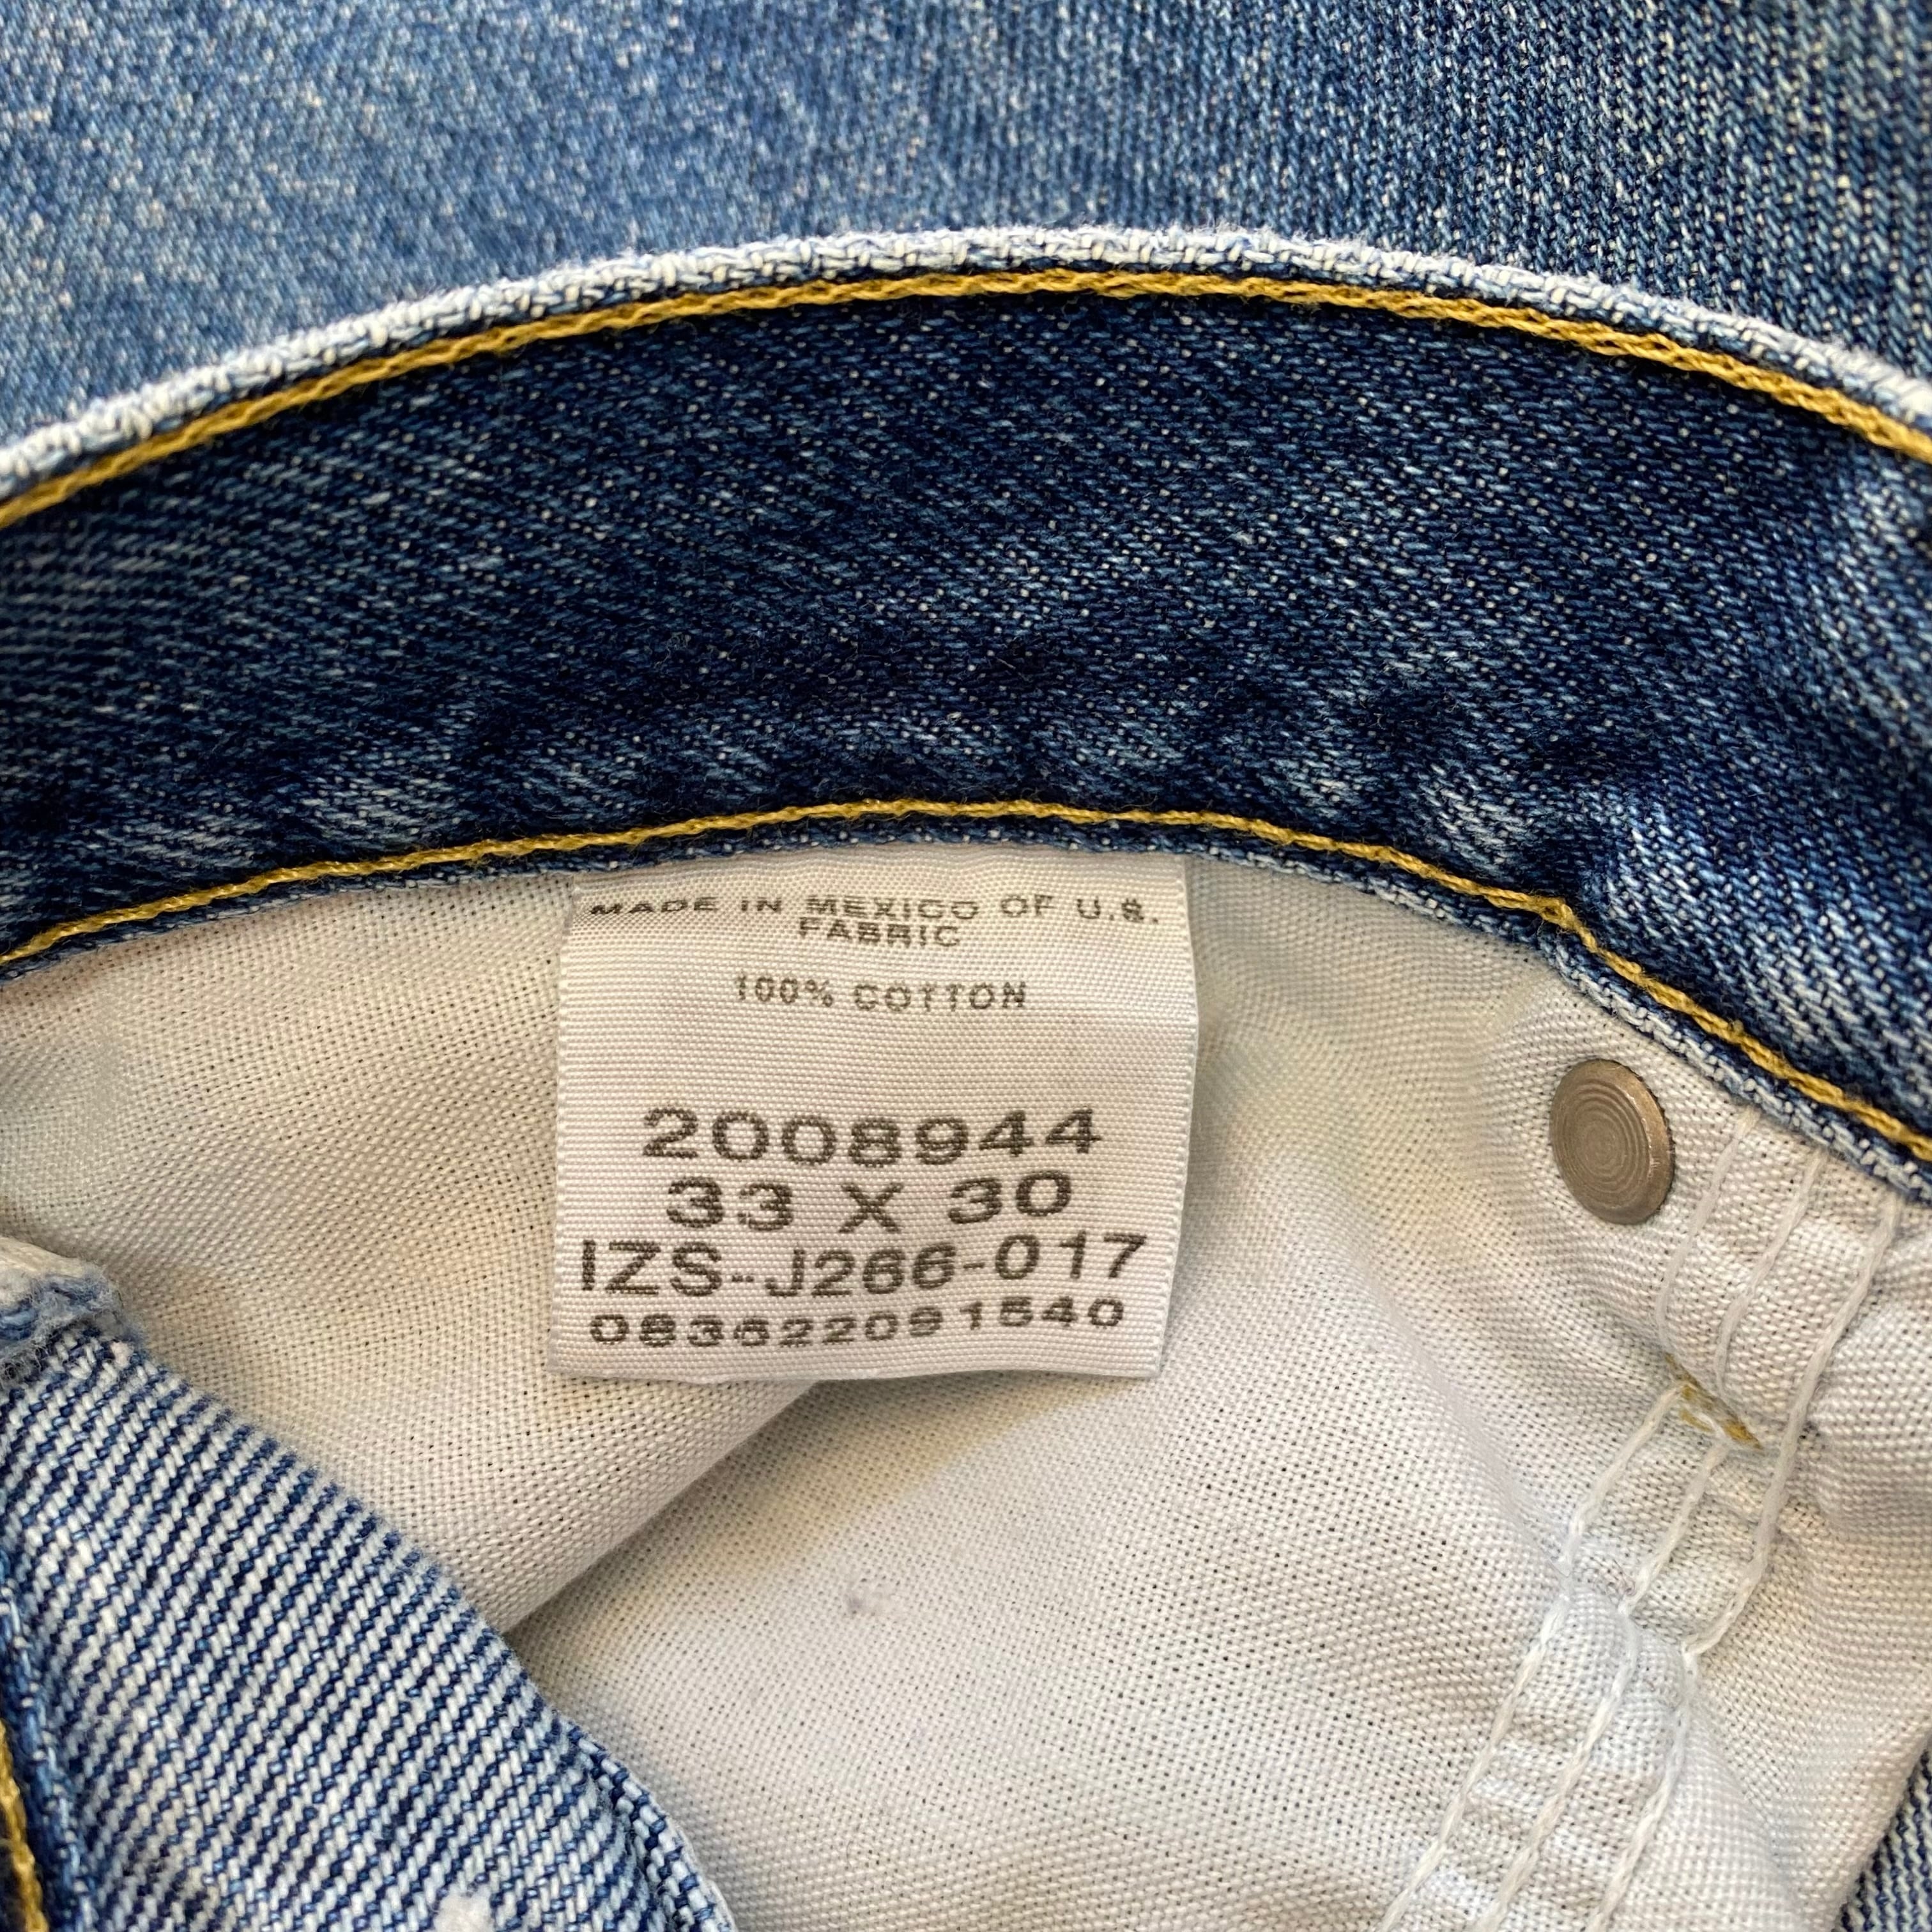 MADE IN MEXICO OF U.S.
FABRIC
100% COTTON
2008944
33 X 30
IZS-J266-017
083622091540